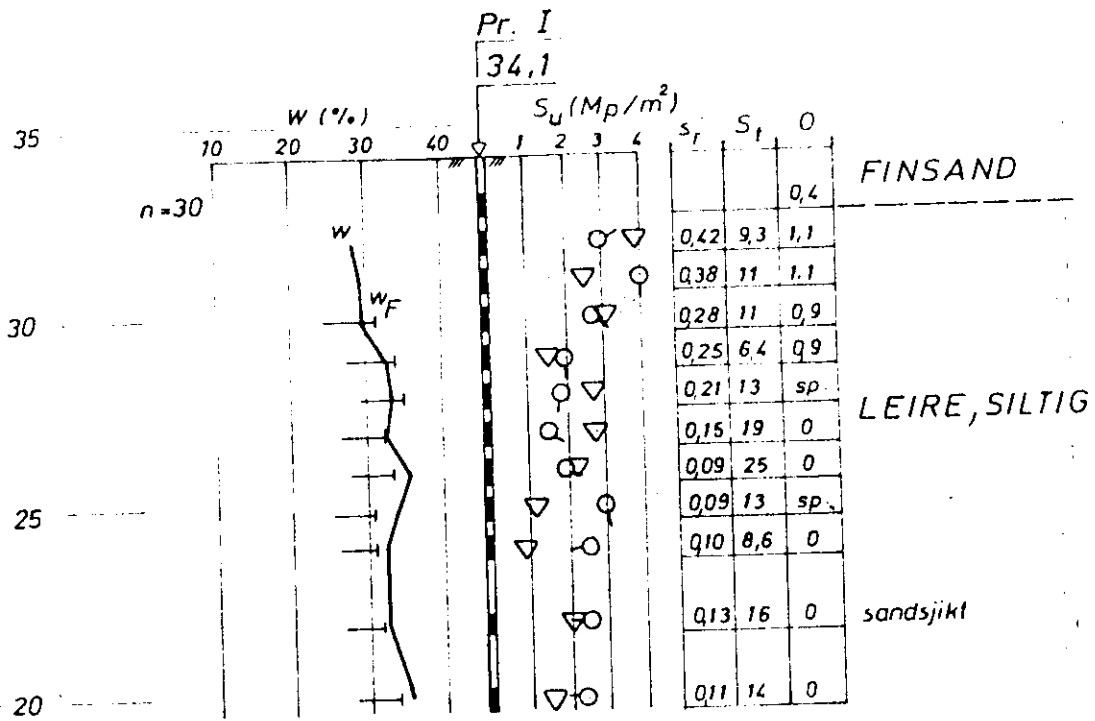 Pr. I
34,1
W (%) S_u (Mp/m²) s_r S_t O
35
10 20 30 40 1 2 3 4
FINSAND
0,4
n = 30
w 0,42 9,3 1,1
0,38 11 1.1
w_F
30 0,28 11 0,9
0,25 6,4 0,9
0,21 13 sp.
LEIRE, SILTIG
0,15 19 0
0,09 25 0
25 0,09 13 sp.
0,10 8,6 0
0,13 16 0 sandsjikt
20 0,11 14 0